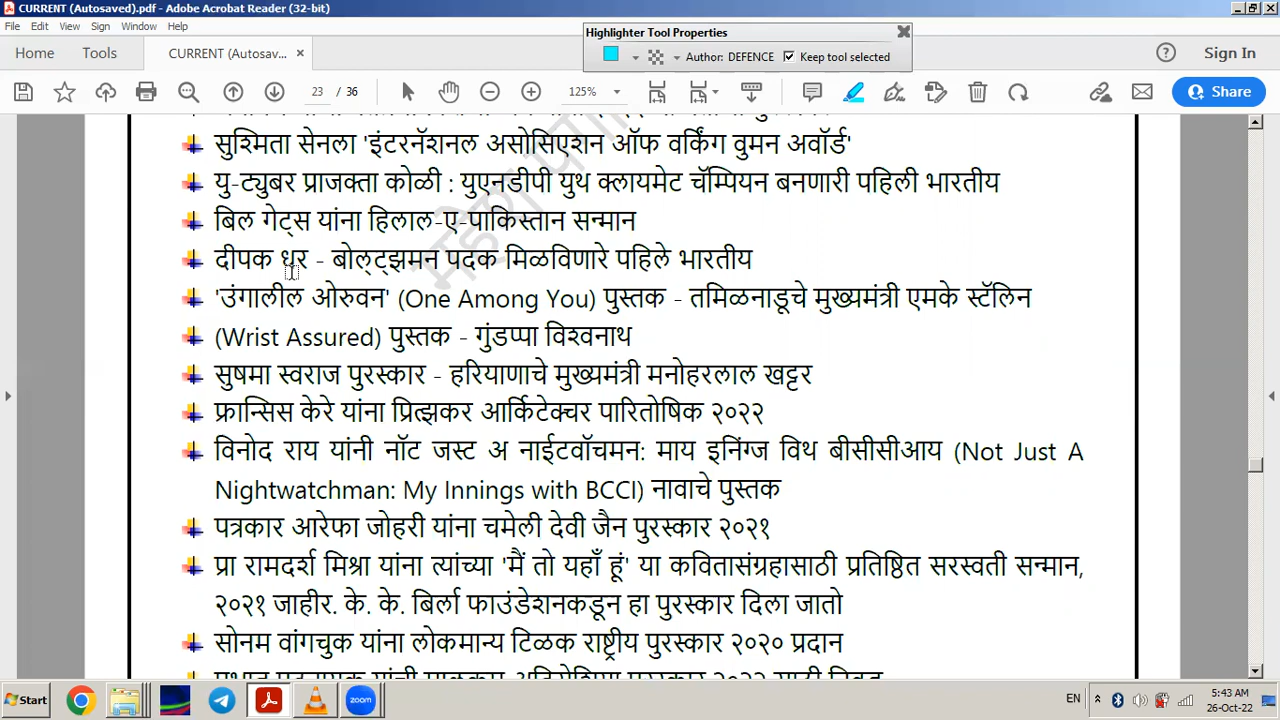 CURRENT (Autosaved).pdf - Adobe Acrobat Reader (32-bit)
File Edit View Sign Window Help
Highlighter Tool Properties
Author: DEFENCE Keep tool selected
Home Tools CURRENT (Autosav... × Sign In
23 / 36 125% Share
सुश्मिता सेनला 'इंटरनॅशनल असोसिएशन ऑफ वर्किंग वुमन अवॉर्ड'
यु-ट्युबर प्राजक्ता कोळी : युएनडीपी युथ क्लायमेट चॅम्पियन बनणारी पहिली भारतीय
बिल गेट्स यांना हिलाल-ए-पाकिस्तान सन्मान
दीपक धर - बोल्ट्झमन पदक मिळविणारे पहिले भारतीय
'उंगालील ओरुवन' (One Among You) पुस्तक - तमिळनाडूचे मुख्यमंत्री एमके स्टॅलिन
(Wrist Assured) पुस्तक - गुंडप्पा विश्वनाथ
सुषमा स्वराज पुरस्कार - हरियाणाचे मुख्यमंत्री मनोहरलाल खट्टर
फ्रान्सिस केरे यांना प्रित्झकर आर्किटेक्चर पारितोषिक २०२२
विनोद राय यांनी नॉट जस्ट अ नाईटवॉचमन: माय इनिंग्ज विथ बीसीसीआय (Not Just A
Nightwatchman: My Innings with BCCI) नावाचे पुस्तक
पत्रकार आरेफा जोहरी यांना चमेली देवी जैन पुरस्कार २०२१
प्रा रामदर्श मिश्रा यांना त्यांच्या 'मैं तो यहाँ हूं' या कवितासंग्रहासाठी प्रतिष्ठित सरस्वती सन्मान,
२०२१ जाहीर. के. के. बिर्ला फाउंडेशनकडून हा पुरस्कार दिला जातो
सोनम वांगचुक यांना लोकमान्य टिळक राष्ट्रीय पुरस्कार २०२० प्रदान
Start zoom EN 5:43 AM
26-Oct-22